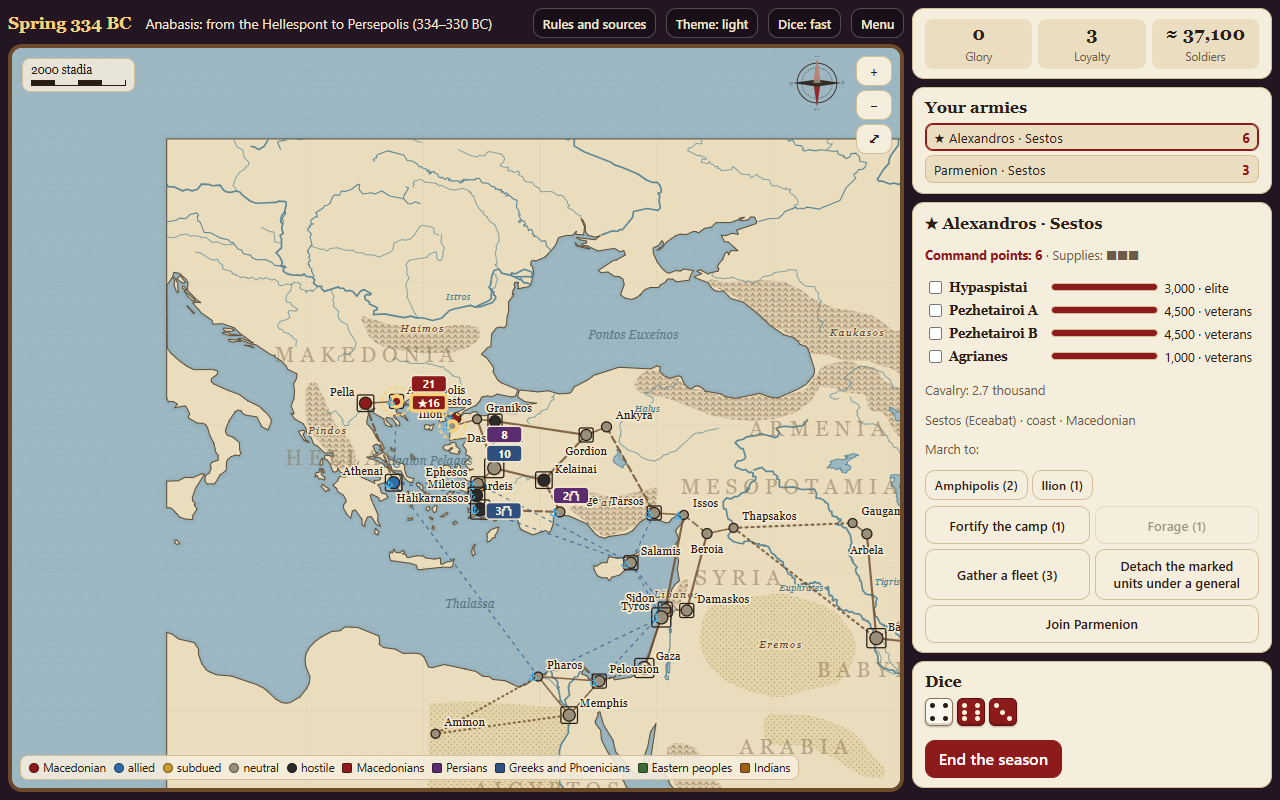 Spring 334 BC
Anabasis: from the Hellespont to Persepolis (334–330 BC)
Rules and sources
Theme: light
Dice: fast
Menu
2000 stadia
+
−
⤢
Istros
Haimos
Pontos Euxeinos
Kaukasos
MAKEDONIA
21
★16
Pella
Granikos
Halys
Ankyra
ARMENIA
Pindos
8
Gordion
10
Athenai
Ephesos
Miletos
Halikarnassos
Kelainai
2
3
Tarsos
MESOPOTAMIA
Issos
Thapsakos
Beroia
Arbela
Salamis
SYRIA
Euphrates
Tigris
Thalassa
Sidon
Tyros
Damaskos
Eremos
Gaza
Pharos
Pelousion
Memphis
Ammon
ARABIA
Macedonian
allied
subdued
neutral
hostile
Macedonians
Persians
Greeks and Phoenicians
Eastern peoples
Indians
0
Glory
3
Loyalty
≈ 37,100
Soldiers
Your armies
★ Alexandros · Sestos 6
Parmenion · Sestos 3
★ Alexandros · Sestos
Command points: 6 · Supplies:
Hypaspistai 3,000 · elite
Pezhetairoi A 4,500 · veterans
Pezhetairoi B 4,500 · veterans
Agrianes 1,000 · veterans
Cavalry: 2.7 thousand
Sestos (Eceabat) · coast · Macedonian
March to:
Amphipolis (2)
Ilion (1)
Fortify the camp (1)
Forage (1)
Gather a fleet (3)
Detach the marked
units under a general
Join Parmenion
Dice
End the season